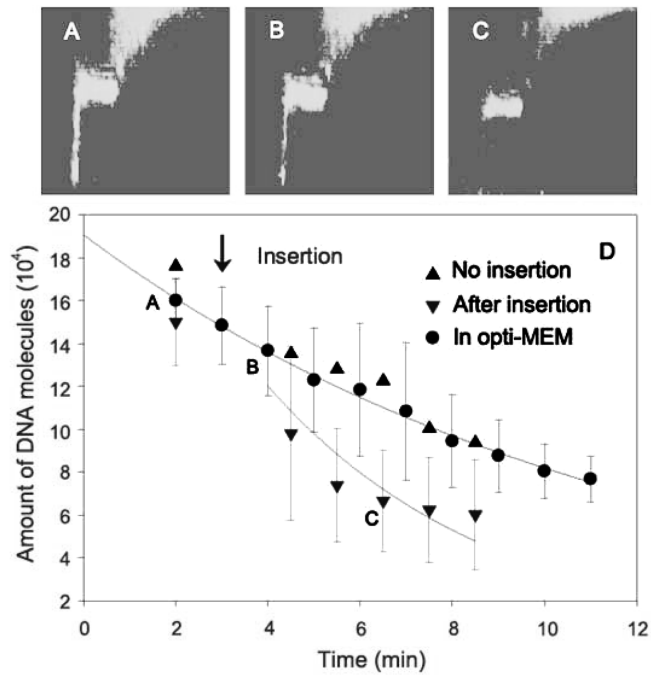 A B C
20
18
16
14
12
10
8
6
4
2
Amount of DNA molecules (10⁴)
D
Insertion
No insertion
After insertion
In opti-MEM
A
B
C
0 2 4 6 8 10 12
Time (min)